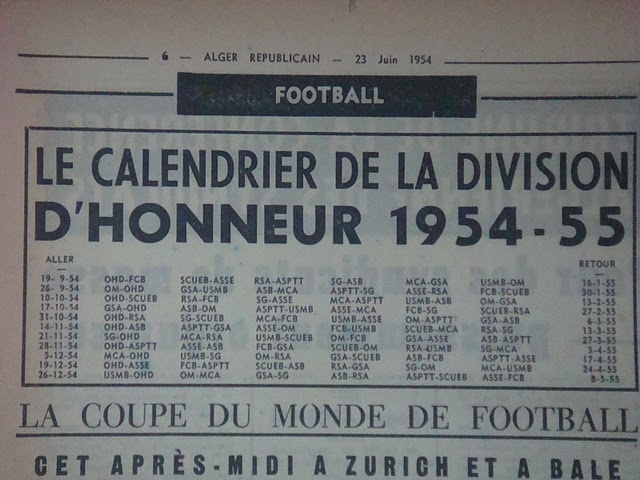 6 — ALGER REPUBLICAIN — 23 Juin 1954
FOOTBALL
LE CALENDRIER DE LA DIVISION
D'HONNEUR 1954-55
ALLER RETOUR
19- 9-54 OHD-FCB SCUEB-ASSE RSA-ASPTT SG-ASB MCA-GSA USMB-OM 16-1-55
26- 9-54 OM-OHD GSA-USMB ASB-MCA ASPTT-SG ASSE-RSA FCB-SCUEB 30-1-55
10-10-54 OHD-SCUEB RSA-FCB SG-ASSE MCA-ASPTT USMB-ASB OM-GSA 13-2-55
17-10-54 GSA-OHD ASB-OM ASPTT-USMB ASSE-MCA FCB-SG SCUEB-RSA 27-2-55
31-10-54 OHD-RSA SG-SCUEB MCA-FCB USMB-ASSE OM-ASPTT GSA-ASB 6-3-55
14-11-54 OHD-ASB ASPTT-GSA ASSE-OM FCB-USMB SCUEB-MCA RSA-SG 13-3-55
21-11-54 SG-OHD MCA-RSA USMB-SCUEB OM-FCB GSA-ASSE ASB-ASPTT 27-3-55
28-11-54 OHD-ASPTT ASSE-ASB FCB-GSA SCUEB-OM RSA-USMB SG-MCA 3-4-55
5-12-54 MCA-OHD USMB-SG OM-RSA GSA-SCUEB ASB-FCB ASPTT-ASSE 17-4-55
19-12-54 OHD-ASSE FCB-ASPTT SCUEB-ASB RSA-GSA SG-OM MCA-USMB 24-4-55
26-12-54 USMB-OHD OM-MCA GSA-SG ASB-RSA ASPTT-SCUEB ASSE-FCB 8-5-55
LA COUPE DU MONDE DE FOOTBALL
CET APRÈS-MIDI A ZURICH ET A BALE